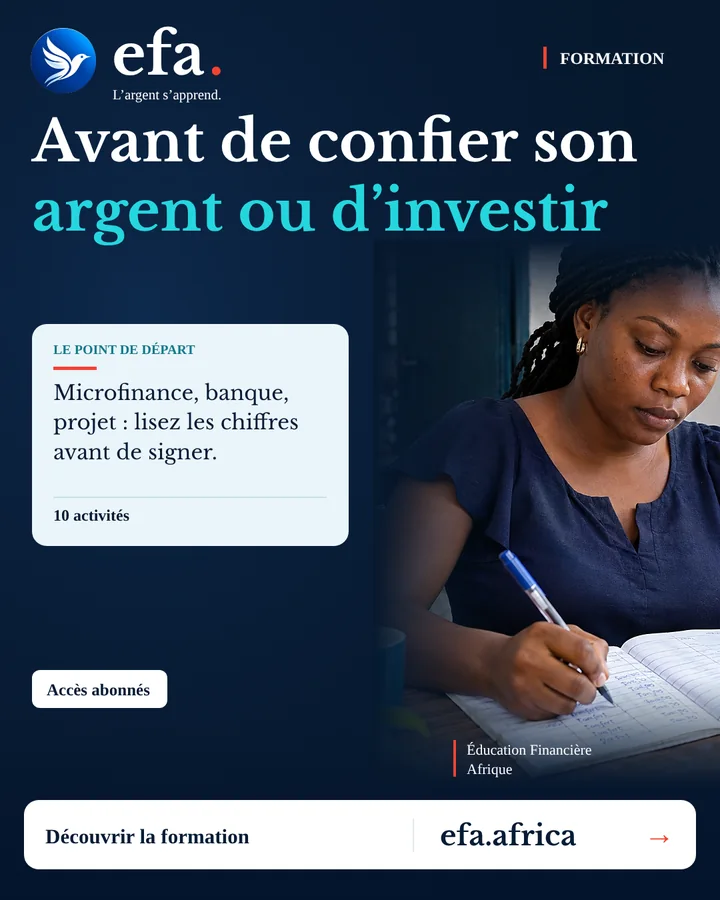 efa.
L’argent s’apprend.
FORMATION
Avant de confier son
argent ou d’investir
LE POINT DE DÉPART
Microfinance, banque,
projet : lisez les chiffres
avant de signer.
10 activités
Accès abonnés
Éducation Financière
Afrique
Découvrir la formation
efa.africa →